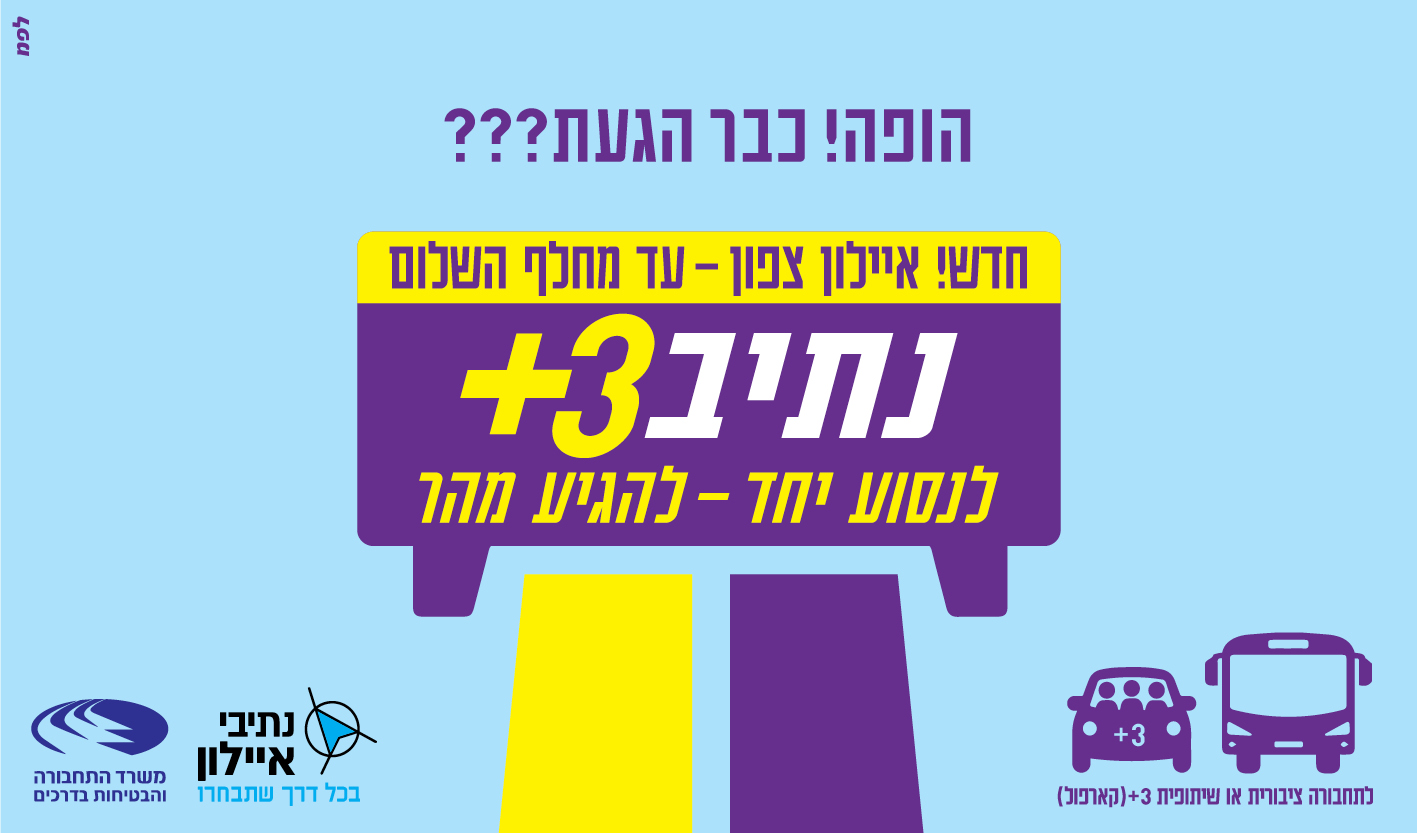 לפמ
הופה! כבר הגעת???
חדש! איילון צפון – עד מחלף השלום
נתיב3+
לנסוע יחד – להגיע מהר
+3
לתחבורה ציבורית או שיתופית 3+(קארפול)
נתיבי
איילון
בכל דרך שתבחרו
משרד התחבורה
והבטיחות בדרכים